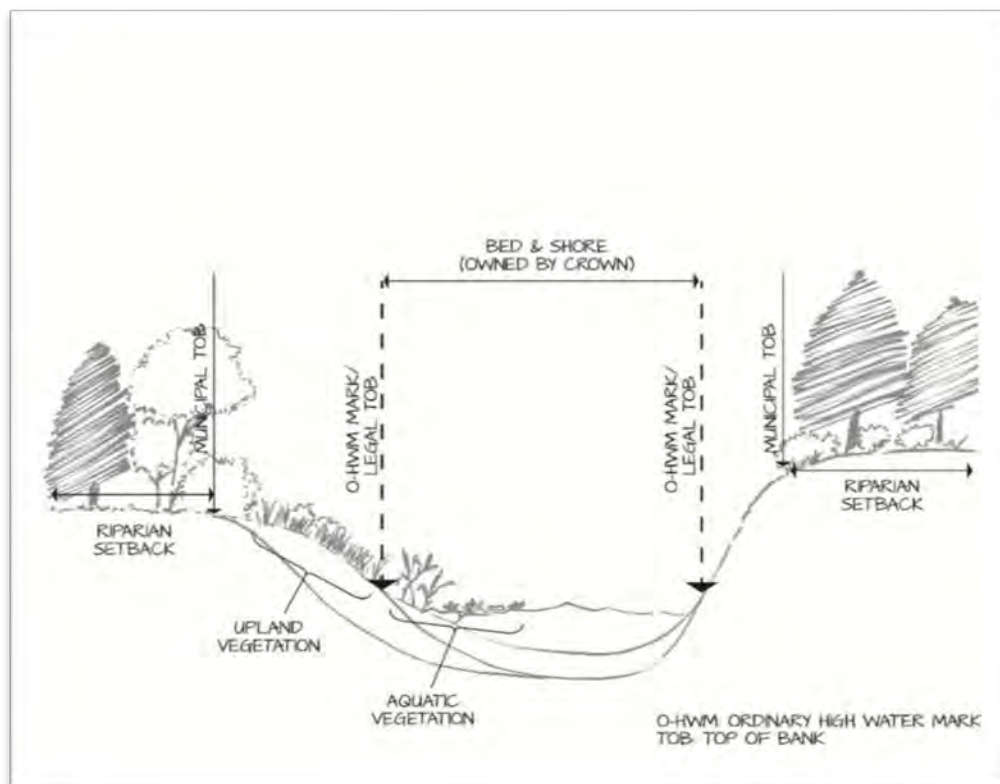 BED & SHORE
(OWNED BY CROWN)
MUNICIPAL TOB
O-HWM MARK/
LEGAL TOB
O-HWM MARK/
LEGAL TOB
MUNICIPAL TOB
RIPARIAN
SETBACK
RIPARIAN
SETBACK
UPLAND
VEGETATION
AQUATIC
VEGETATION
O-HWM: ORDINARY HIGH WATER MARK
TOB: TOP OF BANK